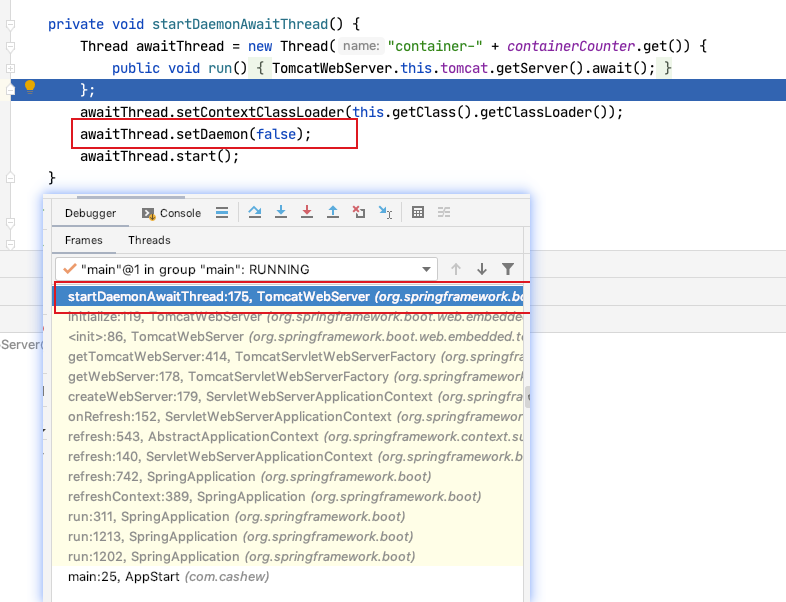 private void startDaemonAwaitThread() {
Thread awaitThread = new Thread( name: "container-" + containerCounter.get()) {
public void run() { TomcatWebServer.this.tomcat.getServer().await(); }
};
awaitThread.setContextClassLoader(this.getClass().getClassLoader());
awaitThread.setDaemon(false);
awaitThread.start();
}
Debugger Console
Frames Threads
"main"@1 in group "main": RUNNING
startDaemonAwaitThread:175, TomcatWebServer (org.springframework.bo
initialize:119, TomcatWebServer (org.springframework.boot.web.embedded
<init>:86, TomcatWebServer (org.springframework.boot.web.embedded.to
getTomcatWebServer:414, TomcatServletWebServerFactory (org.springfra
getWebServer:178, TomcatServletWebServerFactory (org.springframework
createWebServer:179, ServletWebServerApplicationContext (org.springfra
onRefresh:152, ServletWebServerApplicationContext (org.springframewor
refresh:543, AbstractApplicationContext (org.springframework.context.su
refresh:140, ServletWebServerApplicationContext (org.springframework.b
refresh:742, SpringApplication (org.springframework.boot)
refreshContext:389, SpringApplication (org.springframework.boot)
run:311, SpringApplication (org.springframework.boot)
run:1213, SpringApplication (org.springframework.boot)
run:1202, SpringApplication (org.springframework.boot)
main:25, AppStart (com.cashew)